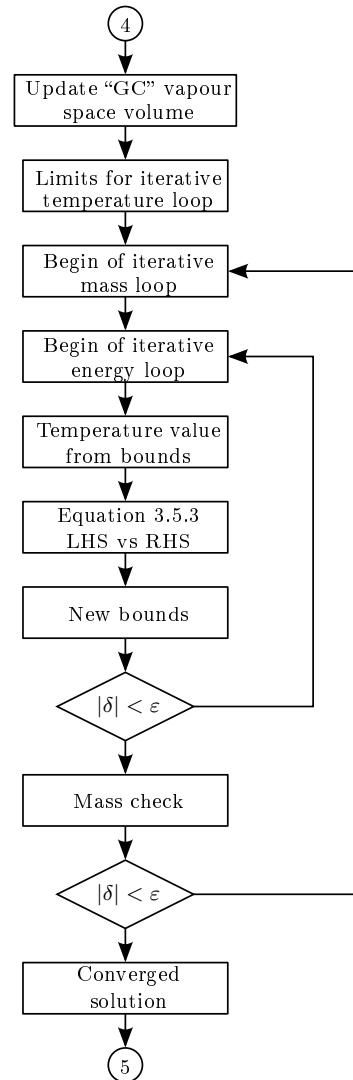 4
Update “GC” vapour
space volume
Limits for iterative
temperature loop
Begin of iterative
mass loop
Begin of iterative
energy loop
Temperature value
from bounds
Equation 3.5.3
LHS vs RHS
New bounds
|δ| < ε
Mass check
|δ| < ε
Converged
solution
5